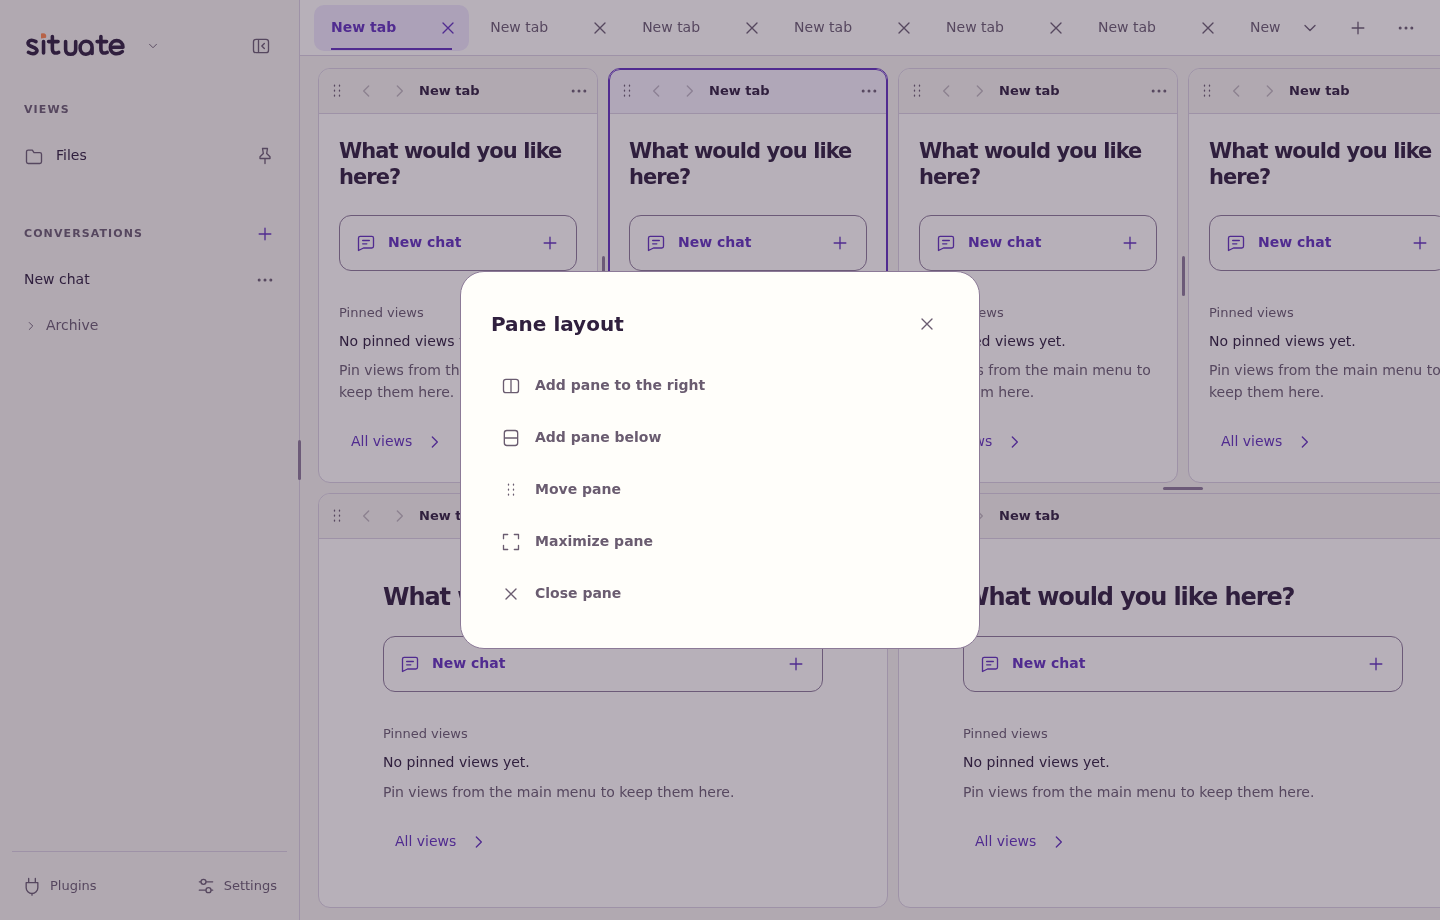 situate
VIEWS
Files
CONVERSATIONS
New chat
Archive
Plugins
Settings
New tab
New tab
New tab
New tab
New tab
New tab
New
New tab
What would you like
here?
New chat
Pinned views
No pinned views
Pin views from th
keep them here.
All views
New tab
What would you like
here?
New chat
New tab
What would you like
here?
New chat
ews
d views yet.
s from the main menu to
m here.
ws
New tab
What would you like
here?
New chat
Pinned views
No pinned views yet.
Pin views from the main menu to
keep them here.
All views
Pane layout
Add pane to the right
Add pane below
Move pane
Maximize pane
Close pane
New t
What
New chat
Pinned views
No pinned views yet.
Pin views from the main menu to keep them here.
All views
New tab
What would you like here?
New chat
Pinned views
No pinned views yet.
Pin views from the main menu to keep them here.
All views